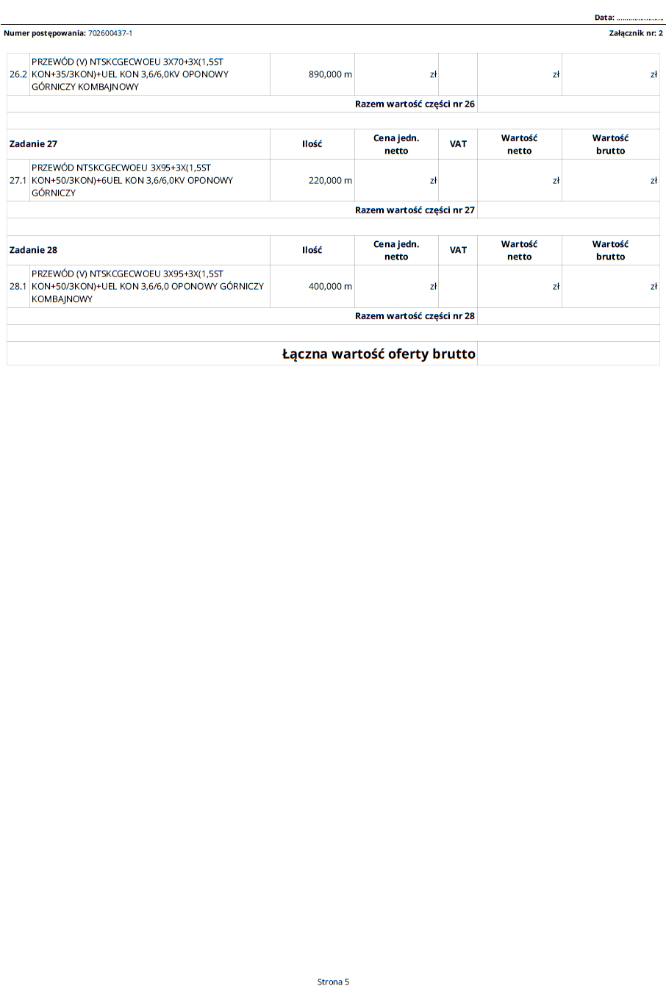 Data: ........................
Numer postępowania: 702600437-1 Załącznik nr: 2
PRZEWÓD (V) NTSKCGECWOEU 3X70+3X(1,5ST
26.2 KON+35/3KON)+UEL KON 3,6/6,0KV OPONOWY 890,000 m zł zł zł
GÓRNICZY KOMBAJNOWY
Razem wartość części nr 26
Zadanie 27 Ilość Cena jedn. netto VAT Wartość netto Wartość brutto
PRZEWÓD NTSKCGECWOEU 3X95+3X(1,5ST
27.1 KON+50/3KON)+6UEL KON 3,6/6,0KV OPONOWY 220,000 m zł zł zł
GÓRNICZY
Razem wartość części nr 27
Zadanie 28 Ilość Cena jedn. netto VAT Wartość netto Wartość brutto
PRZEWÓD (V) NTSKCGECWOEU 3X95+3X(1,5ST
28.1 KON+50/3KON)+UEL KON 3,6/6,0 OPONOWY GÓRNICZY 400,000 m zł zł zł
KOMBAJNOWY
Razem wartość części nr 28
Łączna wartość oferty brutto
Strona 5